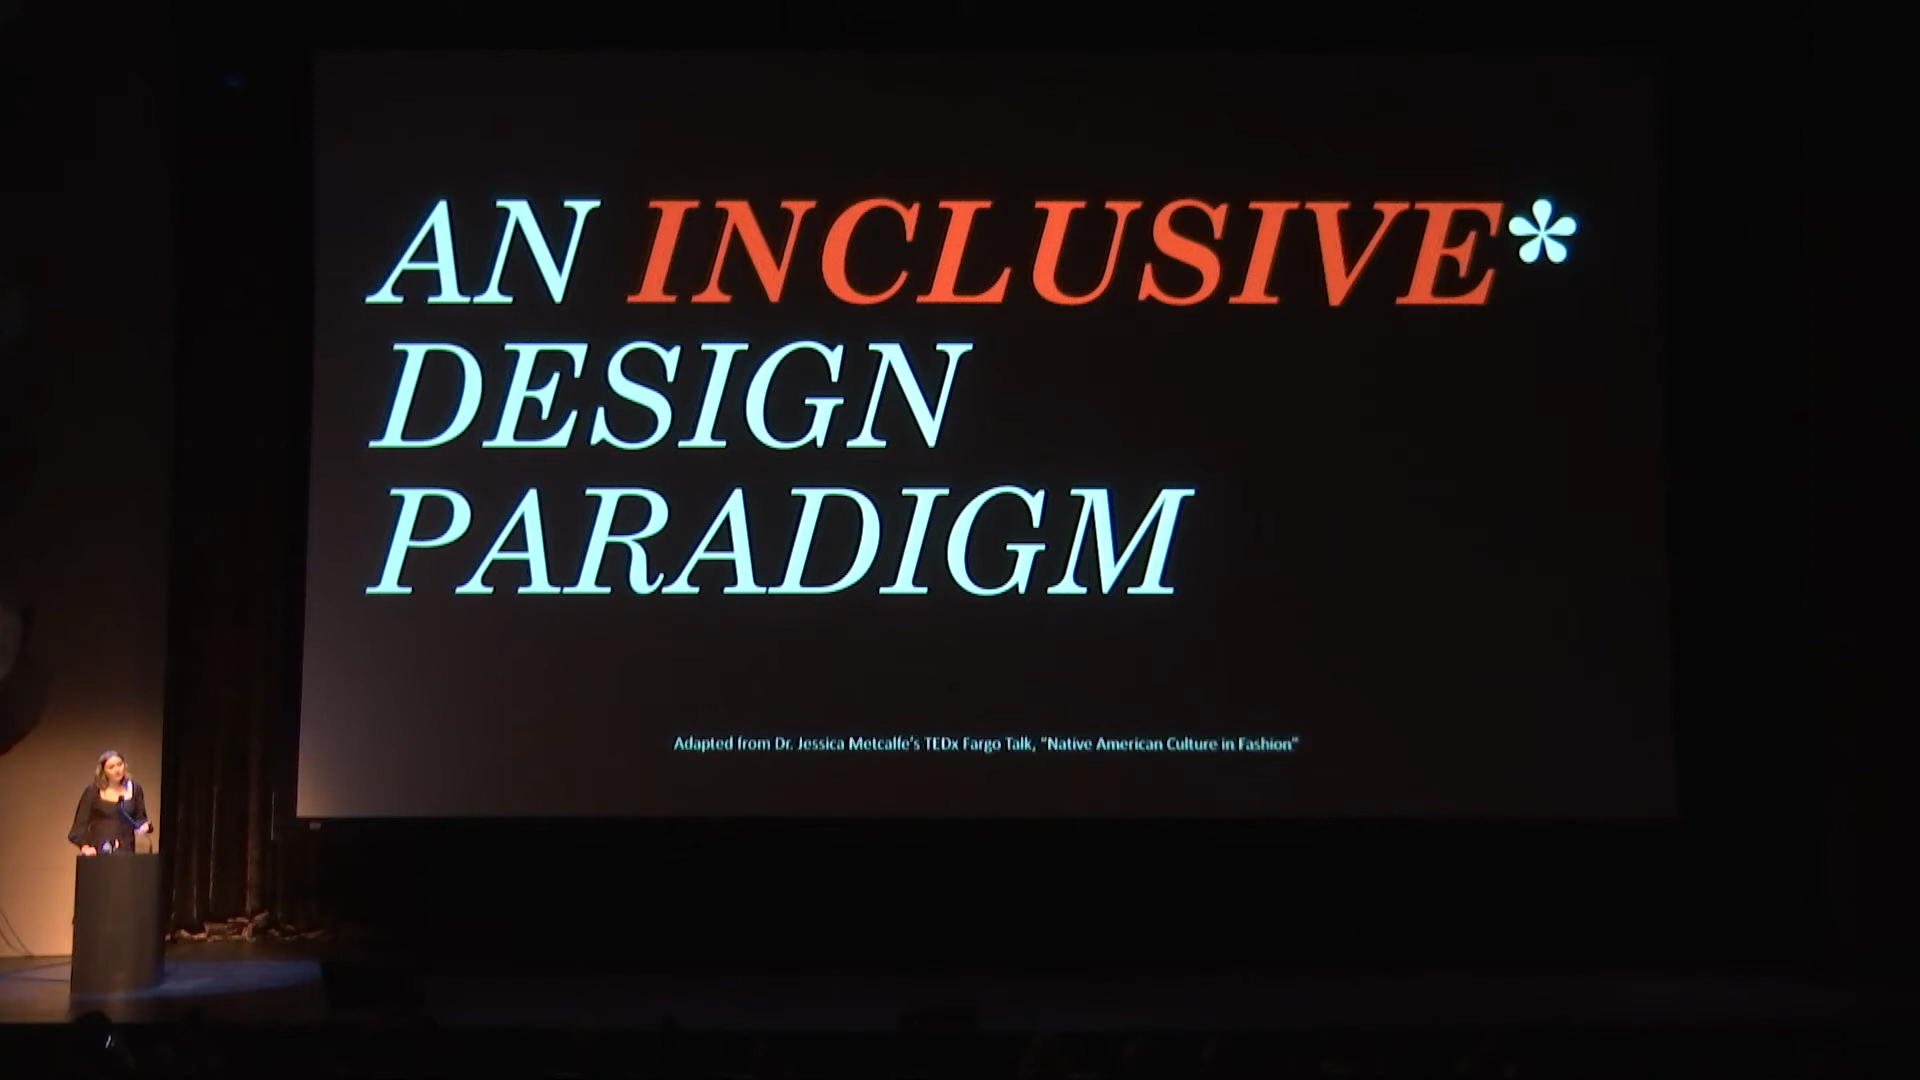 AN INCLUSIVE*
DESIGN
PARADIGM
Adapted from Dr. Jessica Metcalfe's TEDx Fargo Talk, "Native American Culture in Fashion"